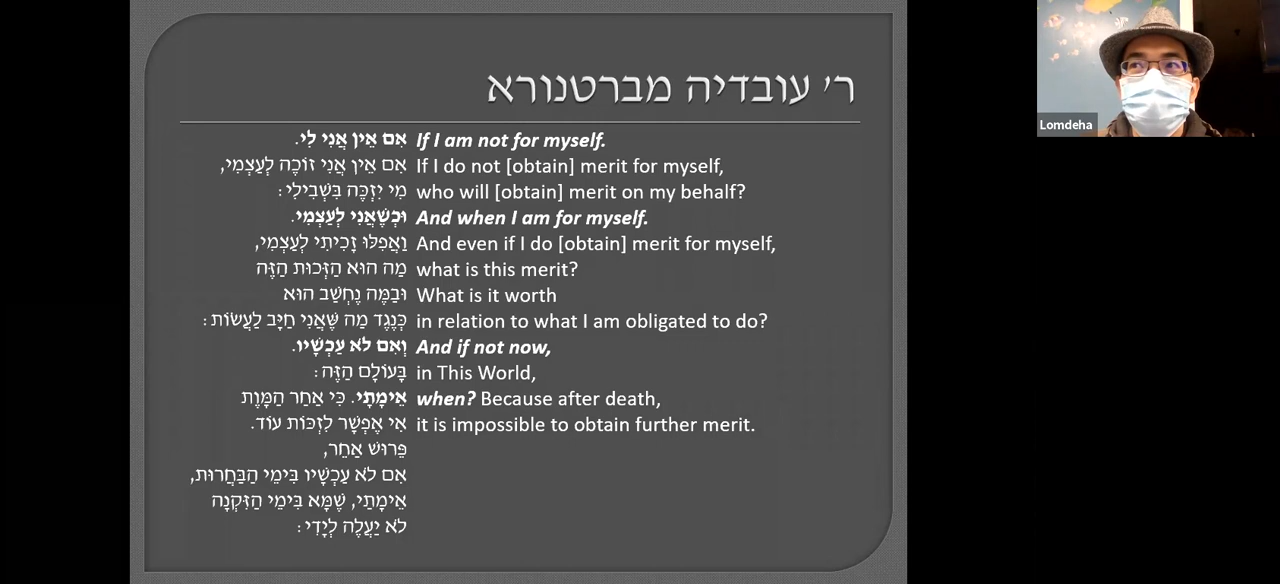 ר׳ עובדיה מברטנורא
אִם אֵין אֲנִי לִי.
If I am not for myself.
אִם אֵין אֲנִי זוֹכֶה לְעַצְמִי,
If I do not [obtain] merit for myself,
מִי יִזְכֶּה בִּשְׁבִילִי:
who will [obtain] merit on my behalf?
וּכְשֶׁאֲנִי לְעַצְמִי.
And when I am for myself.
וַאֲפִלּוּ זָכִיתִי לְעַצְמִי,
And even if I do [obtain] merit for myself,
מַה הוּא הַזְּכוּת הַזֶּה
what is this merit?
וּבַמֶּה נֶחְשַׁב הוּא
What is it worth
כְּנֶגֶד מַה שֶּׁאֲנִי חַיָּב לַעֲשׂוֹת:
in relation to what I am obligated to do?
וְאִם לֹא עַכְשָׁיו.
And if not now,
בָּעוֹלָם הַזֶּה:
in This World,
אֵימָתָי. כִּי אַחַר הַמָּוֶת
when? Because after death,
אִי אֶפְשָׁר לִזְכּוֹת עוֹד.
it is impossible to obtain further merit.
פֵּרוּשׁ אַחֵר,
אִם לֹא עַכְשָׁיו בִּימֵי הַבַּחֲרוּת,
אֵימָתַי, שֶׁמָּא בִּימֵי הַזִּקְנָה
לֹא יַעֲלֶה לְיָדִי:
Lomdeha